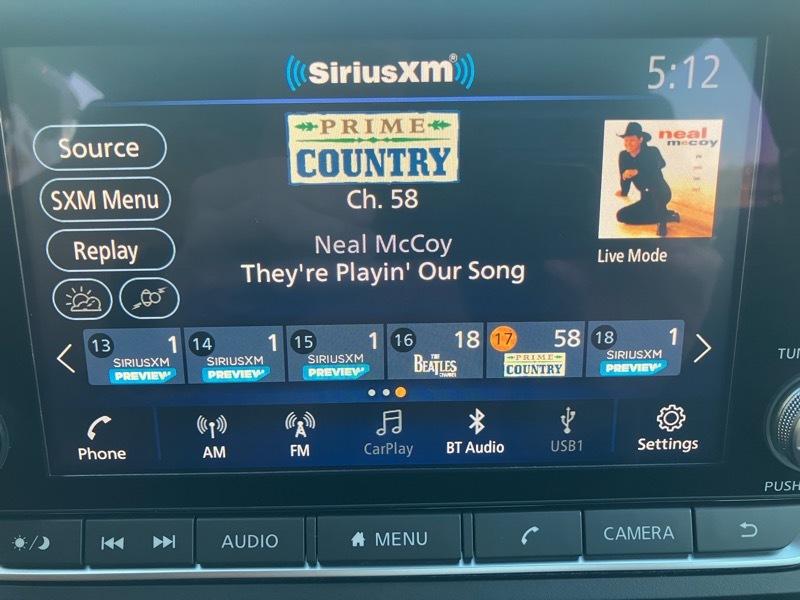 SiriusXM®
5:12
Source
PRIME
COUNTRY
neal
mccoy
SXM Menu
Ch. 58
Replay
Neal McCoy
They're Playin' Our Song
Live Mode
13 1
SIRIUSXM
PREVIEW
14 1
SIRIUSXM
PREVIEW
15 1
SIRIUSXM
PREVIEW
16 18
THE
BEATLES
CHANNEL
17 58
PRIME
COUNTRY
18 1
SIRIUSXM
PREVIEW
Phone
AM
FM
CarPlay
BT Audio
USB1
Settings
TUN
PUSH
AUDIO
MENU
CAMERA